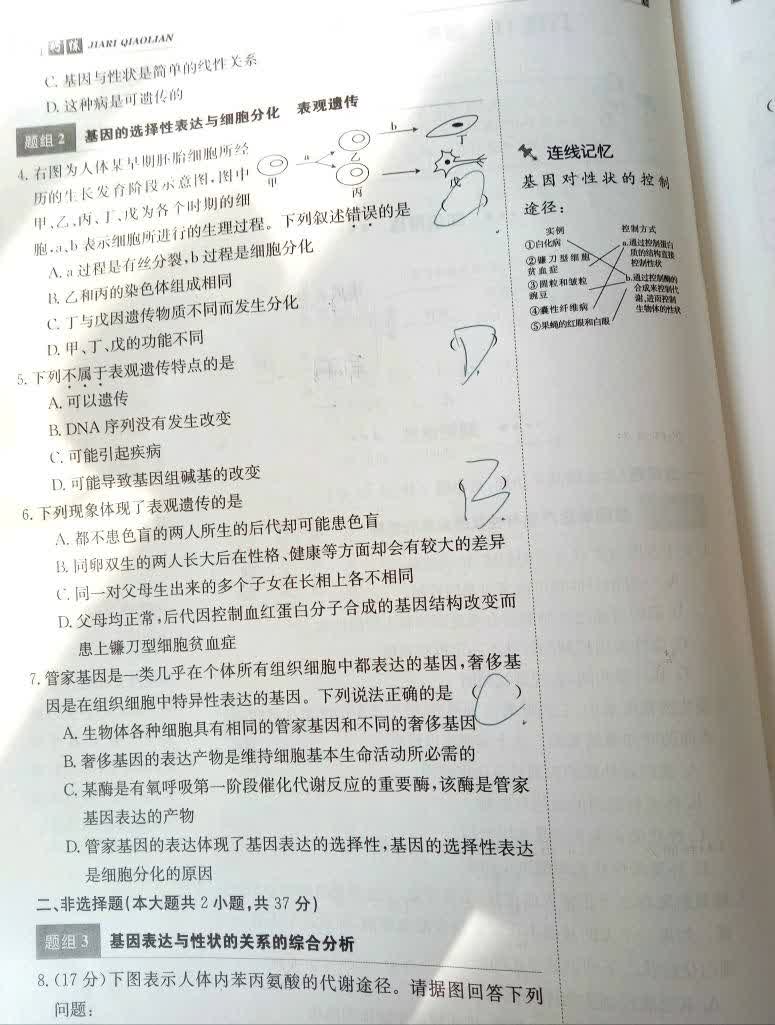 假侠 JIARI QIAOLIAN
C. 基因与性状是简单的线性关系
D. 这种病是可遗传的
题组 2 基因的选择性表达与细胞分化 表观遗传
4. 右图为人体某早期胚胎细胞所经
历的生长发育阶段示意图,图中
甲、乙、丙、丁、戊为各个时期的细
胞,a、b表示细胞所进行的生理过程。下列叙述错误的是 (C)
甲 a 乙 丙 b 丁 戊
A. a过程是有丝分裂,b过程是细胞分化
B. 乙和丙的染色体组成相同
C. 丁与戊因遗传物质不同而发生分化
D. 甲、丁、戊的功能不同
5. 下列不属于表观遗传特点的是 (D)
A. 可以遗传
B. DNA序列没有发生改变
C. 可能引起疾病
D. 可能导致基因组碱基的改变
6. 下列现象体现了表观遗传的是 (B)
A. 都不患色盲的两人所生的后代却可能患色盲
B. 同卵双生的两人长大后在性格、健康等方面却会有较大的差异
C. 同一对父母生出来的多个子女在长相上各不相同
D. 父母均正常,后代因控制血红蛋白分子合成的基因结构改变而
患上镰刀型细胞贫血症
7. 管家基因是一类几乎在个体所有组织细胞中都表达的基因,奢侈基
因是在组织细胞中特异性表达的基因。下列说法正确的是 (C)
A. 生物体各种细胞具有相同的管家基因和不同的奢侈基因
B. 奢侈基因的表达产物是维持细胞基本生命活动所必需的
C. 某酶是有氧呼吸第一阶段催化代谢反应的重要酶,该酶是管家
基因表达的产物
D. 管家基因的表达体现了基因表达的选择性,基因的选择性表达
是细胞分化的原因
二、非选择题(本大题共2小题,共37分)
题组 3 基因表达与性状的关系的综合分析
8. (17分)下图表示人体内苯丙氨酸的代谢途径。请据图回答下列
问题:
连线记忆
基因对性状的控制
途径:
实例 控制方式
①白化病
②镰刀型细胞
贫血症
③圆粒和皱粒
豌豆
④囊性纤维病
⑤果蝇的红眼和白眼
a.通过控制蛋白
质的结构直接
控制性状
b.通过控制酶的
合成来控制代
谢,进而控制
生物体的性状